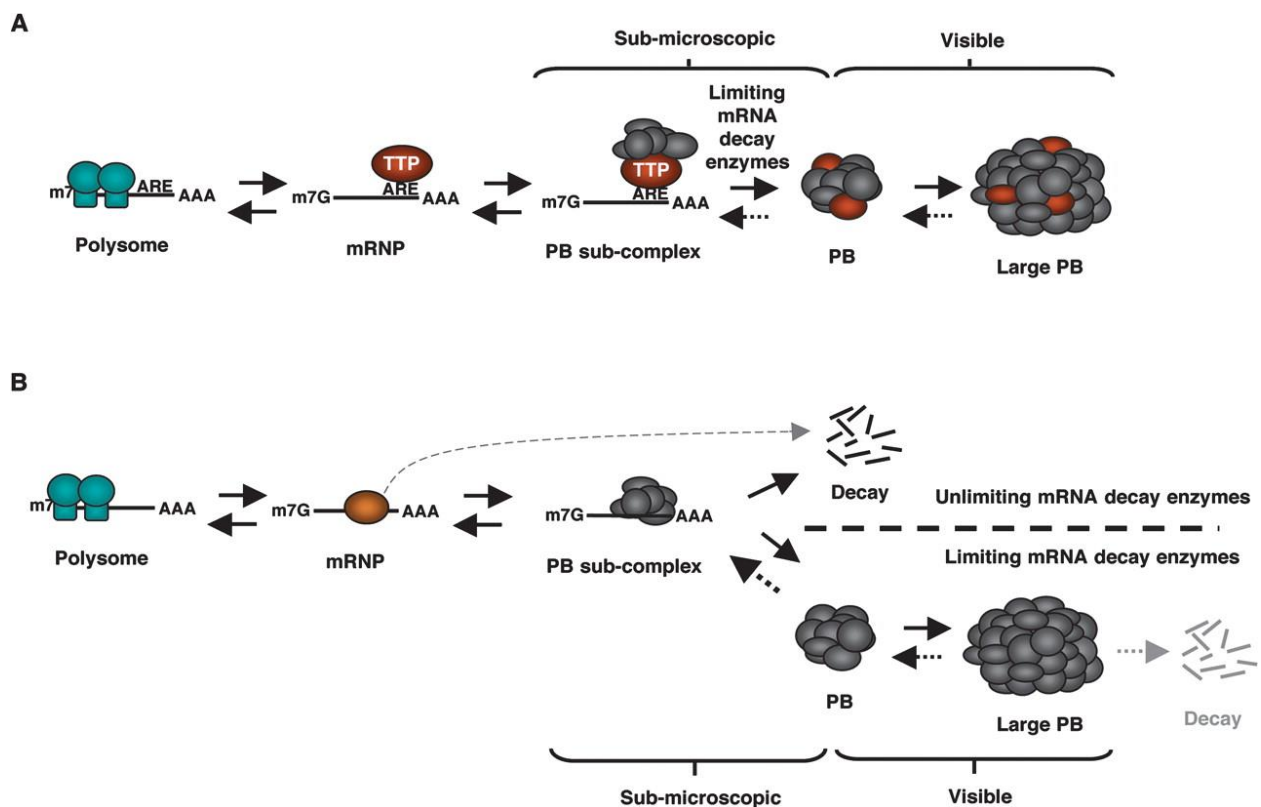 A
Sub-microscopic
Visible
Limiting
mRNA
decay
enzymes
TTP
TTP
m7
ARE
AAA
m7G
ARE
AAA
m7G
ARE
AAA
Polysome
mRNP
PB sub-complex
PB
Large PB
B
Decay
Unlimiting mRNA decay enzymes
m7
AAA
m7G
AAA
m7G
AAA
Polysome
mRNP
PB sub-complex
Limiting mRNA decay enzymes
PB
Large PB
Decay
Sub-microscopic
Visible